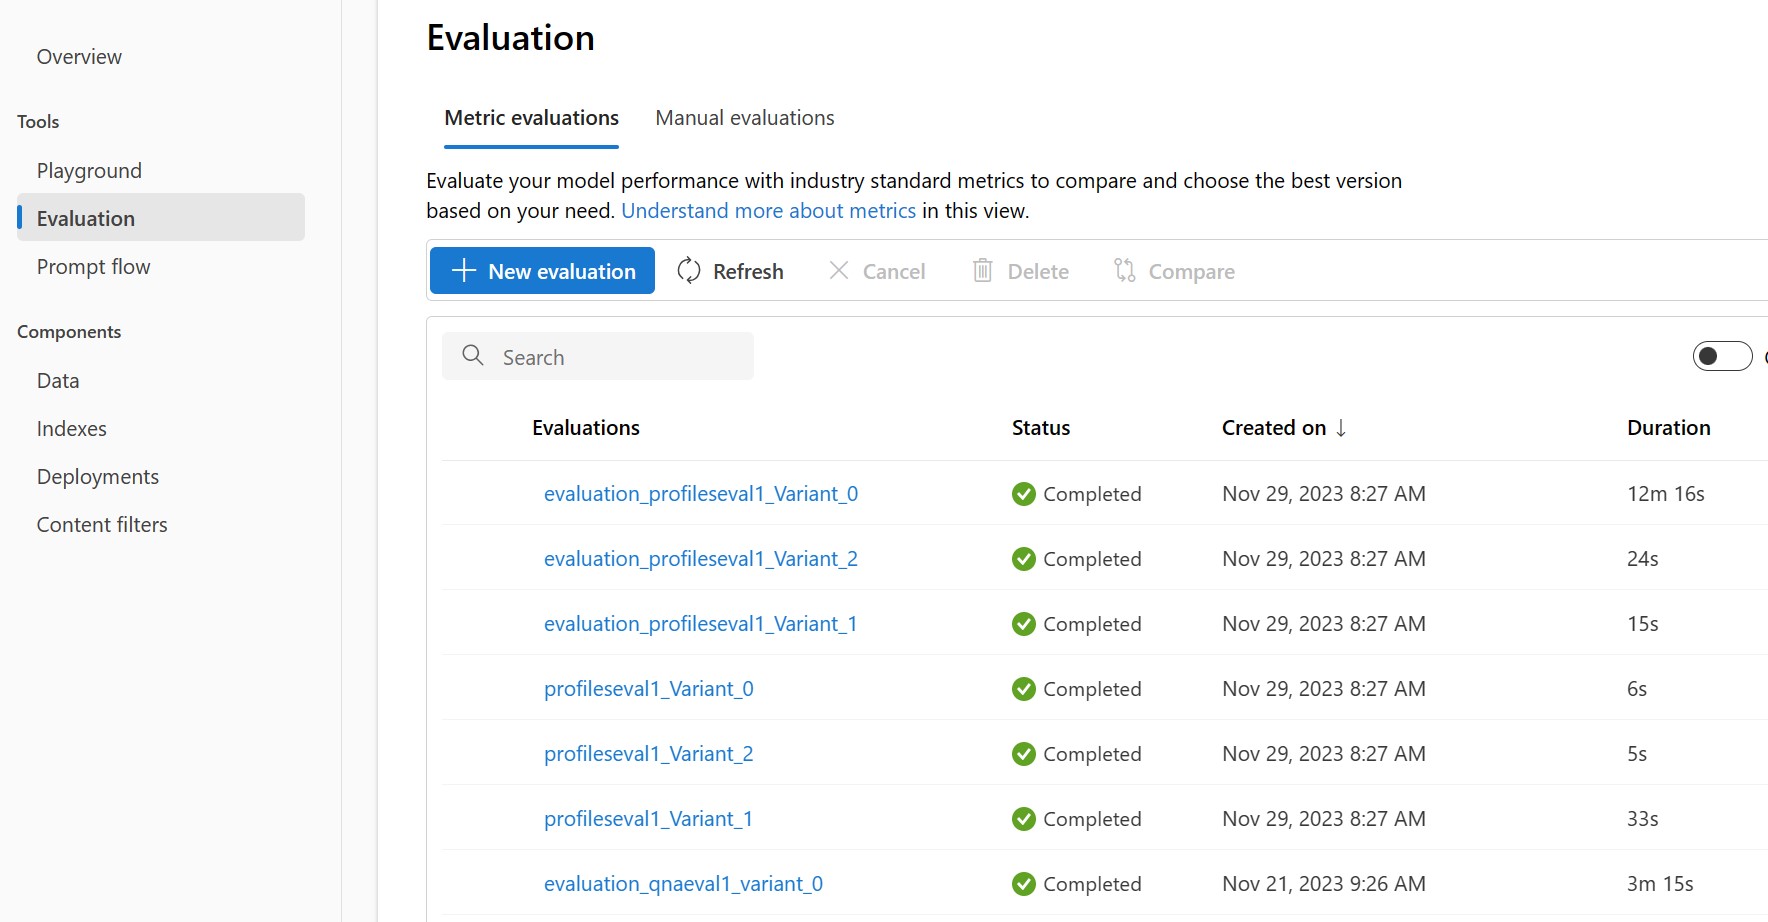 Overview
Tools
Playground
Evaluation
Prompt flow
Components
Data
Indexes
Deployments
Content filters
Evaluation
Metric evaluations Manual evaluations
Evaluate your model performance with industry standard metrics to compare and choose the best version
based on your need. Understand more about metrics in this view.
New evaluation Refresh Cancel Delete Compare
Search
Evaluations Status Created on Duration
evaluation_profileseval1_Variant_0 Completed Nov 29, 2023 8:27 AM 12m 16s
evaluation_profileseval1_Variant_2 Completed Nov 29, 2023 8:27 AM 24s
evaluation_profileseval1_Variant_1 Completed Nov 29, 2023 8:27 AM 15s
profileseval1_Variant_0 Completed Nov 29, 2023 8:27 AM 6s
profileseval1_Variant_2 Completed Nov 29, 2023 8:27 AM 5s
profileseval1_Variant_1 Completed Nov 29, 2023 8:27 AM 33s
evaluation_qnaeval1_variant_0 Completed Nov 21, 2023 9:26 AM 3m 15s